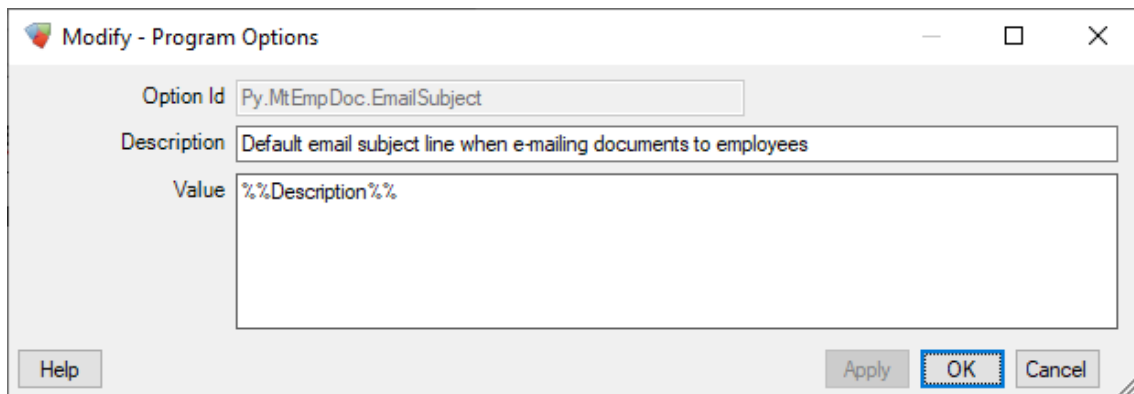 Modify - Program Options
Option Id Py.MtEmpDoc.EmailSubject
Description Default email subject line when e-mailing documents to employees
Value %%Description%%
Help Apply OK Cancel